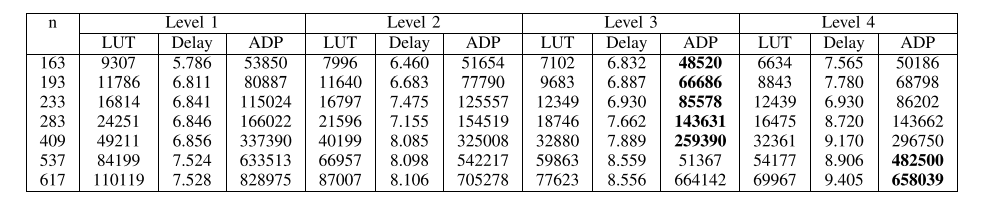 n Level 1 Level 2 Level 3 Level 4
LUT Delay ADP LUT Delay ADP LUT Delay ADP LUT Delay ADP
163 9307 5.786 53850 7996 6.460 51654 7102 6.832 48520 6634 7.565 50186
193 11786 6.811 80887 11640 6.683 77790 9683 6.887 66686 8843 7.780 68798
233 16814 6.841 115024 16797 7.475 125557 12349 6.930 85578 12439 6.930 86202
283 24251 6.846 166022 21596 7.155 154519 18746 7.662 143631 16475 8.720 143662
409 49211 6.856 337390 40199 8.085 325008 32880 7.889 259390 32361 9.170 296750
537 84199 7.524 633513 66957 8.098 542217 59863 8.559 51367 54177 8.906 482500
617 110119 7.528 828975 87007 8.106 705278 77623 8.556 664142 69967 9.405 658039